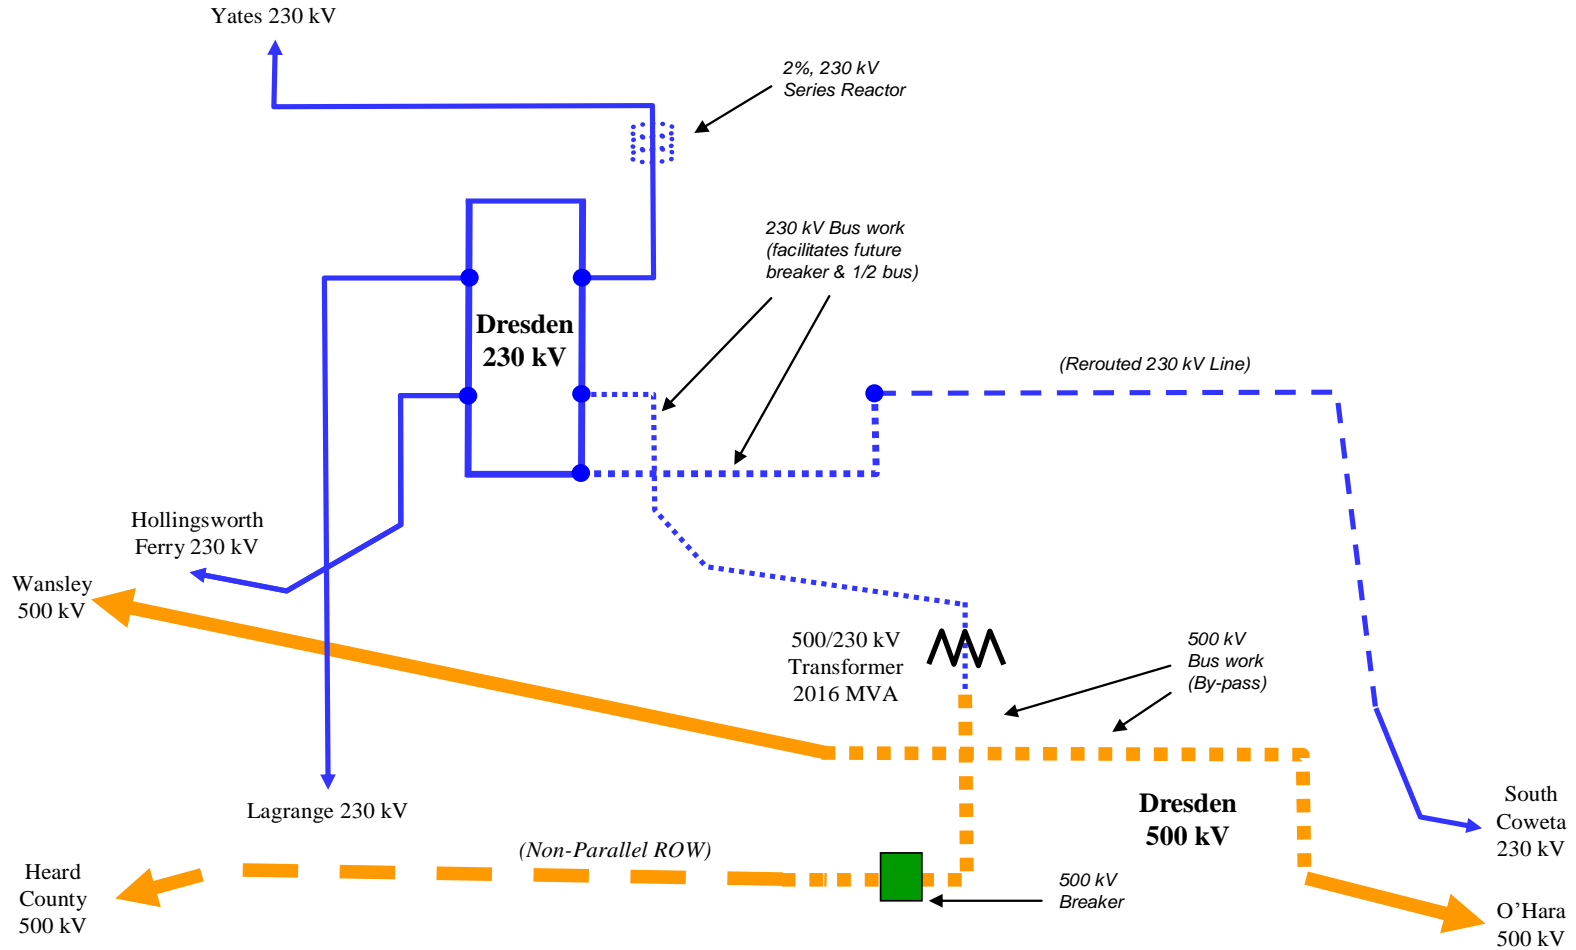 Yates 230 kV
2%, 230 kV
Series Reactor
230 kV Bus work
(facilitates future
breaker & 1/2 bus)
Dresden
230 kV
(Rerouted 230 kV Line)
Hollingsworth
Ferry 230 kV
Wansley
500 kV
500/230 kV
Transformer
2016 MVA
500 kV
Bus work
(By-pass)
Lagrange 230 kV
Dresden
500 kV
South
Coweta
230 kV
(Non-Parallel ROW)
Heard
County
500 kV
500 kV
Breaker
O'Hara
500 kV